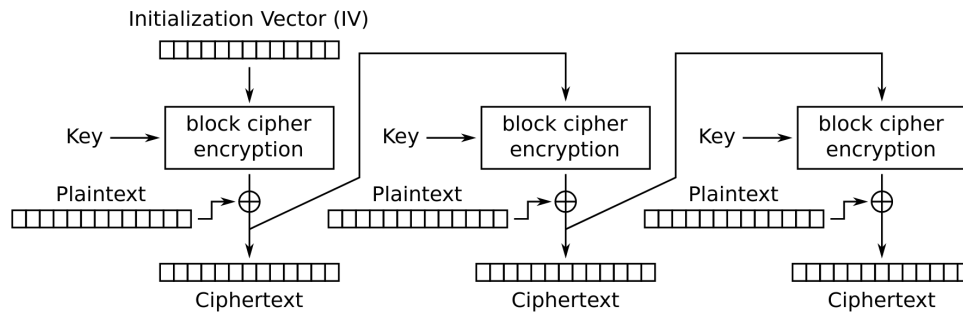 Initialization Vector (IV)
Key
block cipher
encryption
Key
block cipher
encryption
Key
block cipher
encryption
Plaintext
Plaintext
Plaintext
Ciphertext
Ciphertext
Ciphertext